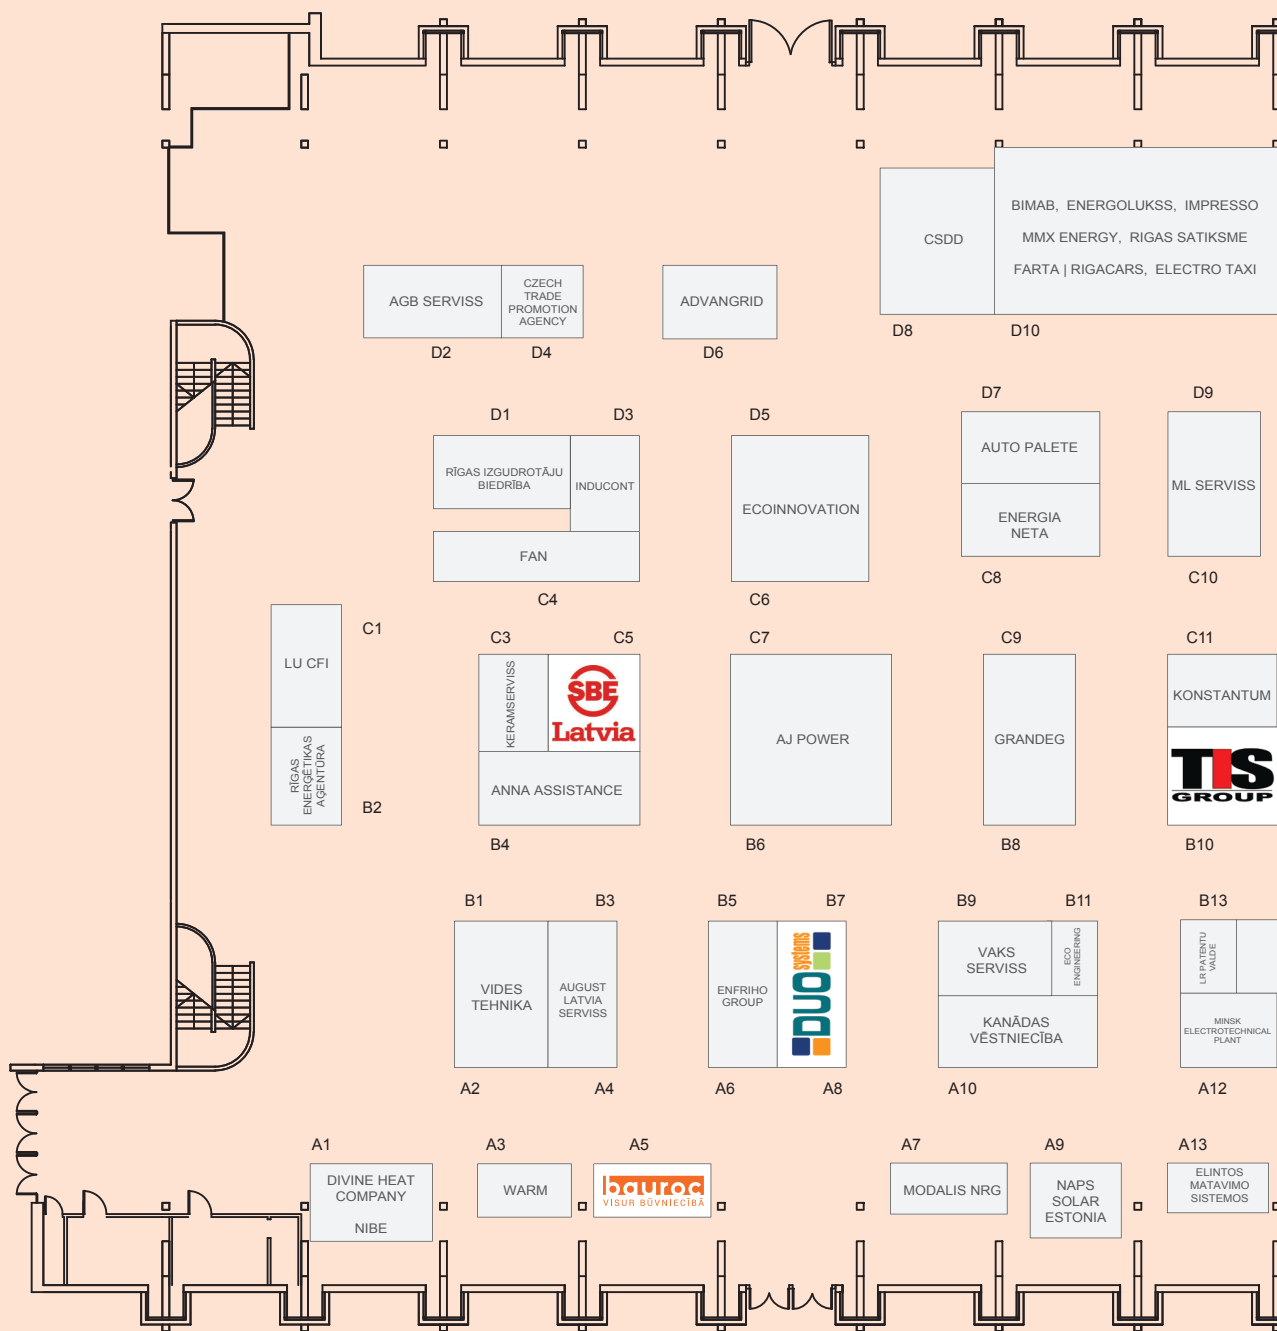 BIMAB, ENERGOLUKSS, IMPRESSO
MMX ENERGY, RIGAS SATIKSME
FARTA | RIGACARS, ELECTRO TAXI
CSDD
D8
D10
AGB SERVISS
CZECH
TRADE
PROMOTION
AGENCY
ADVANGRID
D2
D4
D6
D1
D3
D5
D7
D9
RĪGAS IZGUDROTĀJU
BIEDRĪBA
INDUCONT
FAN
ECOINNOVATION
AUTO PALETE
ENERGIA
NETA
ML SERVISS
C4
C6
C8
C10
C1
LU CFI
RĪGAS
ENERĢĒTIKAS
AĢENTŪRA
B2
C3
C5
C7
C9
C11
KERAMSERVISS
SBE
Latvia
ANNA ASSISTANCE
AJ POWER
GRANDEG
KONSTANTUM
TIS
GROUP
B4
B6
B8
B10
B1
B3
B5
B7
B9
B11
B13
VIDES
TEHNIKA
AUGUST
LATVIA
SERVISS
ENFRIHO
GROUP
DUO
systems
VAKS
SERVISS
ECO
ENGINEERING
KANĀDAS
VĒSTNIECĪBA
LR PATENTU
VALDE
MINSK
ELECTROTECHNICAL
PLANT
A2
A4
A6
A8
A10
A12
A1
A3
A5
A7
A9
A13
DIVINE HEAT
COMPANY
NIBE
WARM
bauroc
VISUR BŪVNIECĪBĀ
MODALIS NRG
NAPS
SOLAR
ESTONIA
ELINTOS
MATAVIMO
SISTEMOS